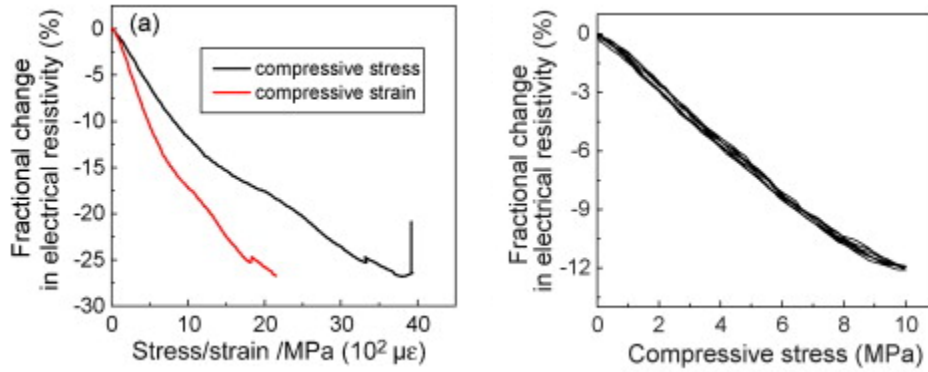 (a)
compressive stress
compressive strain
Fractional change
in electrical resistivity (%)
0
-5
-10
-15
-20
-25
-30
0
10
20
30
40
Stress/strain /MPa (10² με)
Fractional change
in electrical resistivity (%)
0
-3
-6
-9
-12
0
2
4
6
8
10
Compressive stress (MPa)